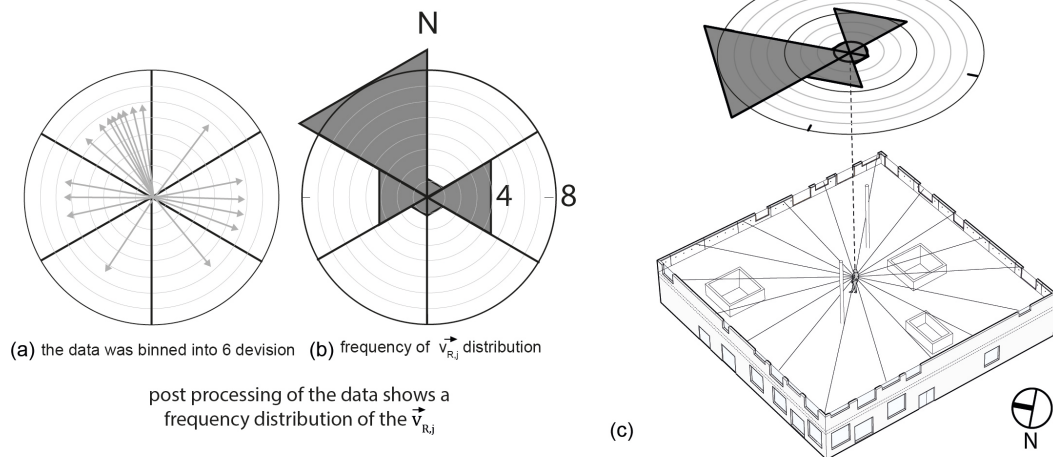 N
4
8
(a) the data was binned into 6 devision
(b) frequency of v⃗R,j distribution
post processing of the data shows a
frequency distribution of the v⃗R,j
(c)
N